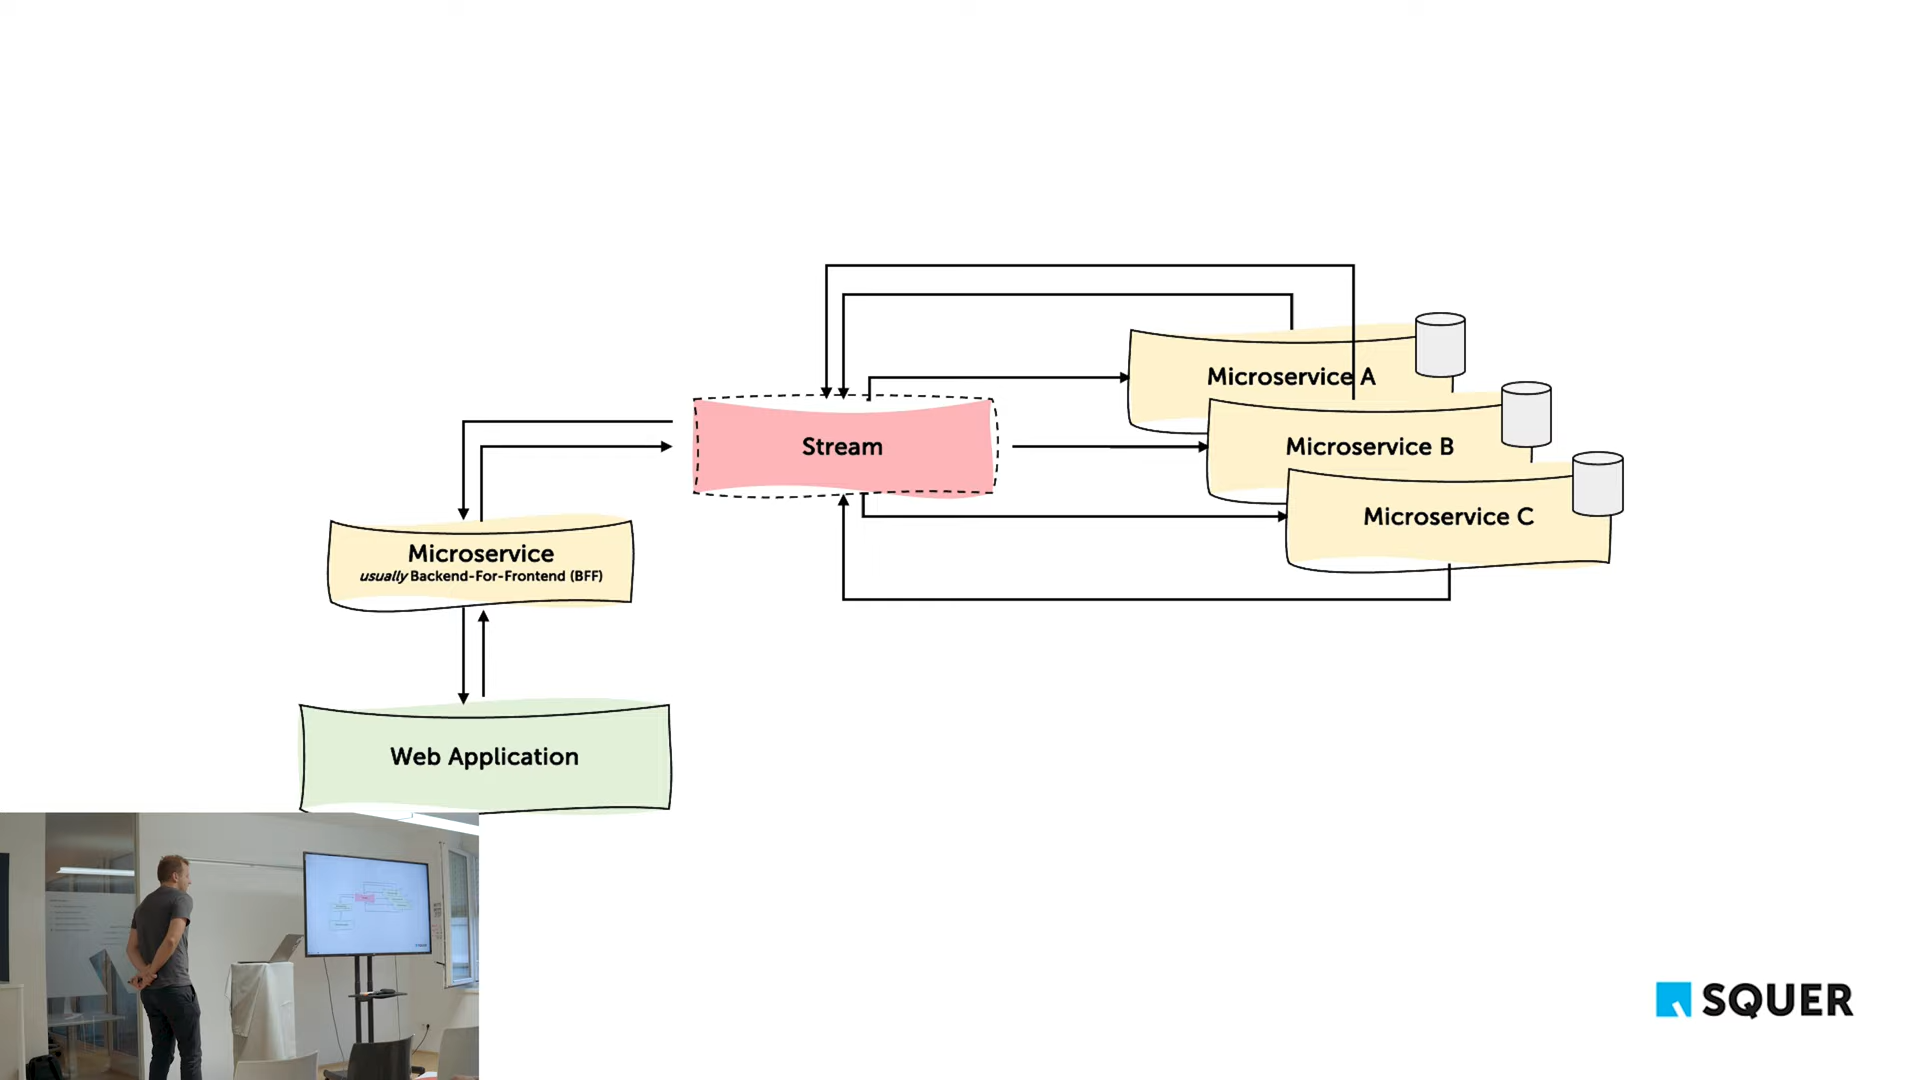 Microservice A
Stream
Microservice B
Microservice C
Microservice
usually Backend-For-Frontend (BFF)
Web Application
SQUER